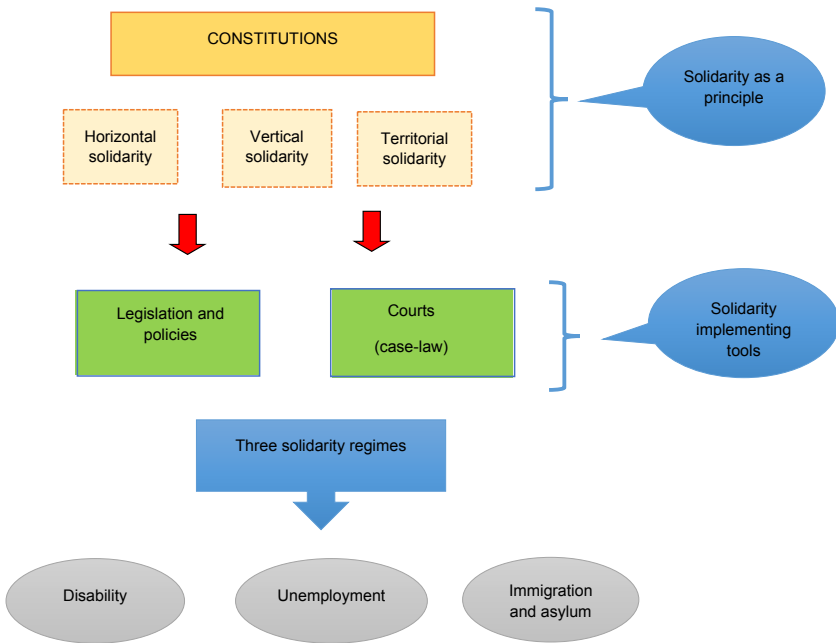 CONSTITUTIONS
Solidarity as a
principle
Horizontal
solidarity
Vertical
solidarity
Territorial
solidarity
Legislation and
policies
Courts
(case-law)
Solidarity
implementing
tools
Three solidarity regimes
Disability
Unemployment
Immigration
and asylum